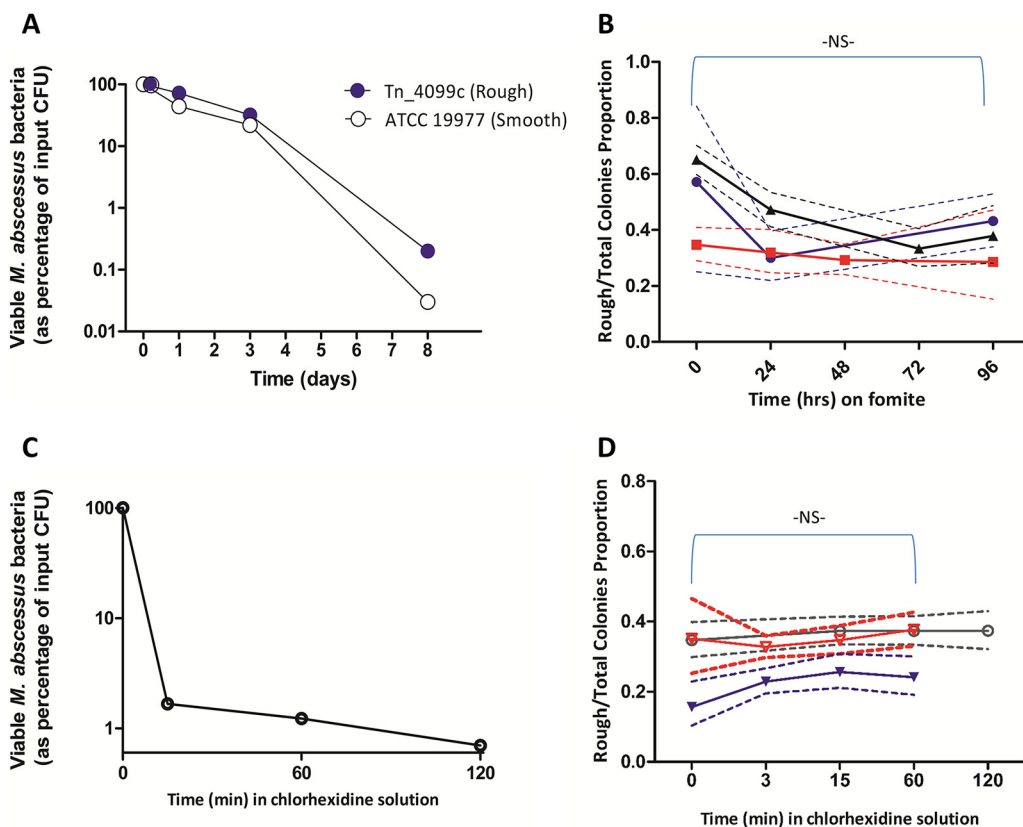 A
Viable M. abscessus bacteria
(as percentage of input CFU)
100
10
1
0.1
0.01
0 1 2 3 4 5 6 7 8
Time (days)
Tn_4099c (Rough)
ATCC 19977 (Smooth)
B
-NS-
Rough/Total Colonies Proportion
1.0
0.8
0.6
0.4
0.2
0.0
0 24 48 72 96
Time (hrs) on fomite
C
Viable M. abscessus bacteria
(as percentage of input CFU)
100
10
1
0 60 120
Time (min) in chlorhexidine solution
D
-NS-
Rough/Total Colonies Proportion
0.8
0.6
0.4
0.2
0.0
0 3 15 60 120
Time (min) in chlorhexidine solution